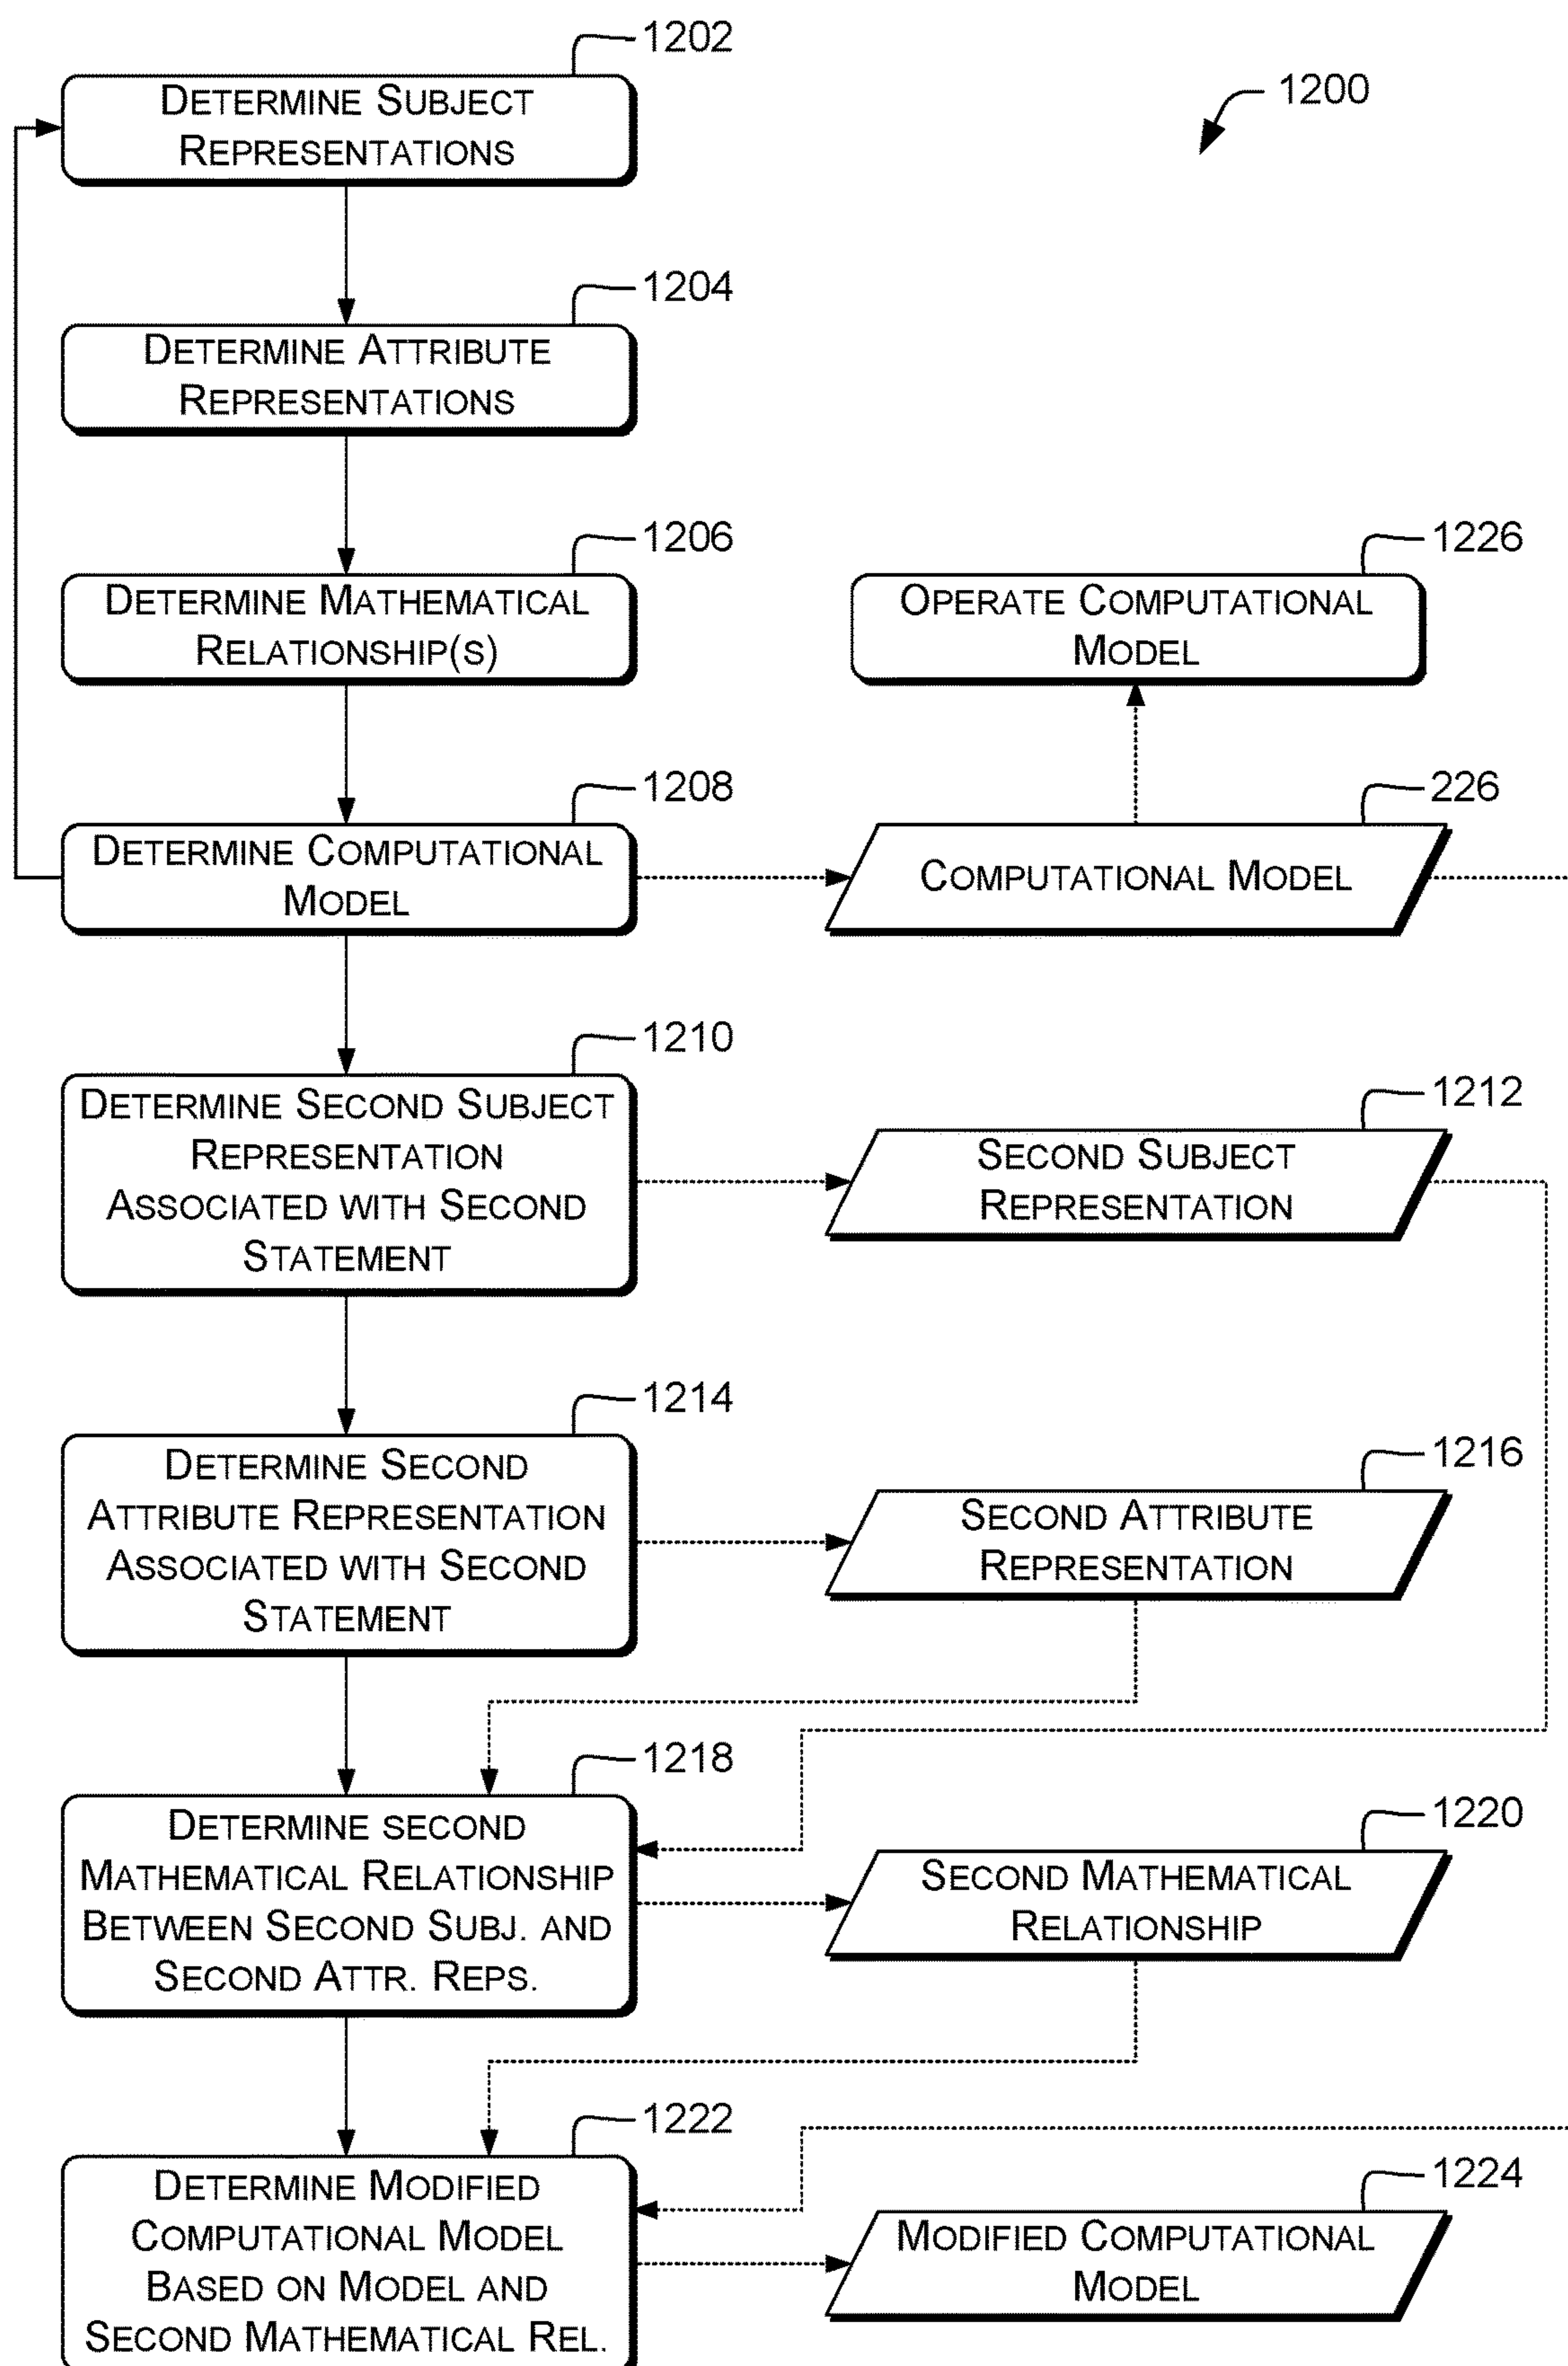 1202
DETERMINE SUBJECT
REPRESENTATIONS
1200
1204
DETERMINE ATTRIBUTE
REPRESENTATIONS
1206
DETERMINE MATHEMATICAL
RELATIONSHIP(S)
1226
OPERATE COMPUTATIONAL
MODEL
1208
DETERMINE COMPUTATIONAL
MODEL
226
COMPUTATIONAL MODEL
1210
DETERMINE SECOND SUBJECT
REPRESENTATION
ASSOCIATED WITH SECOND
STATEMENT
1212
SECOND SUBJECT
REPRESENTATION
1214
DETERMINE SECOND
ATTRIBUTE REPRESENTATION
ASSOCIATED WITH SECOND
STATEMENT
1216
SECOND ATTRIBUTE
REPRESENTATION
1218
DETERMINE SECOND
MATHEMATICAL RELATIONSHIP
BETWEEN SECOND SUBJ. AND
SECOND ATTR. REPS.
1220
SECOND MATHEMATICAL
RELATIONSHIP
1222
DETERMINE MODIFIED
COMPUTATIONAL MODEL
BASED ON MODEL AND
SECOND MATHEMATICAL REL.
1224
MODIFIED COMPUTATIONAL
MODEL